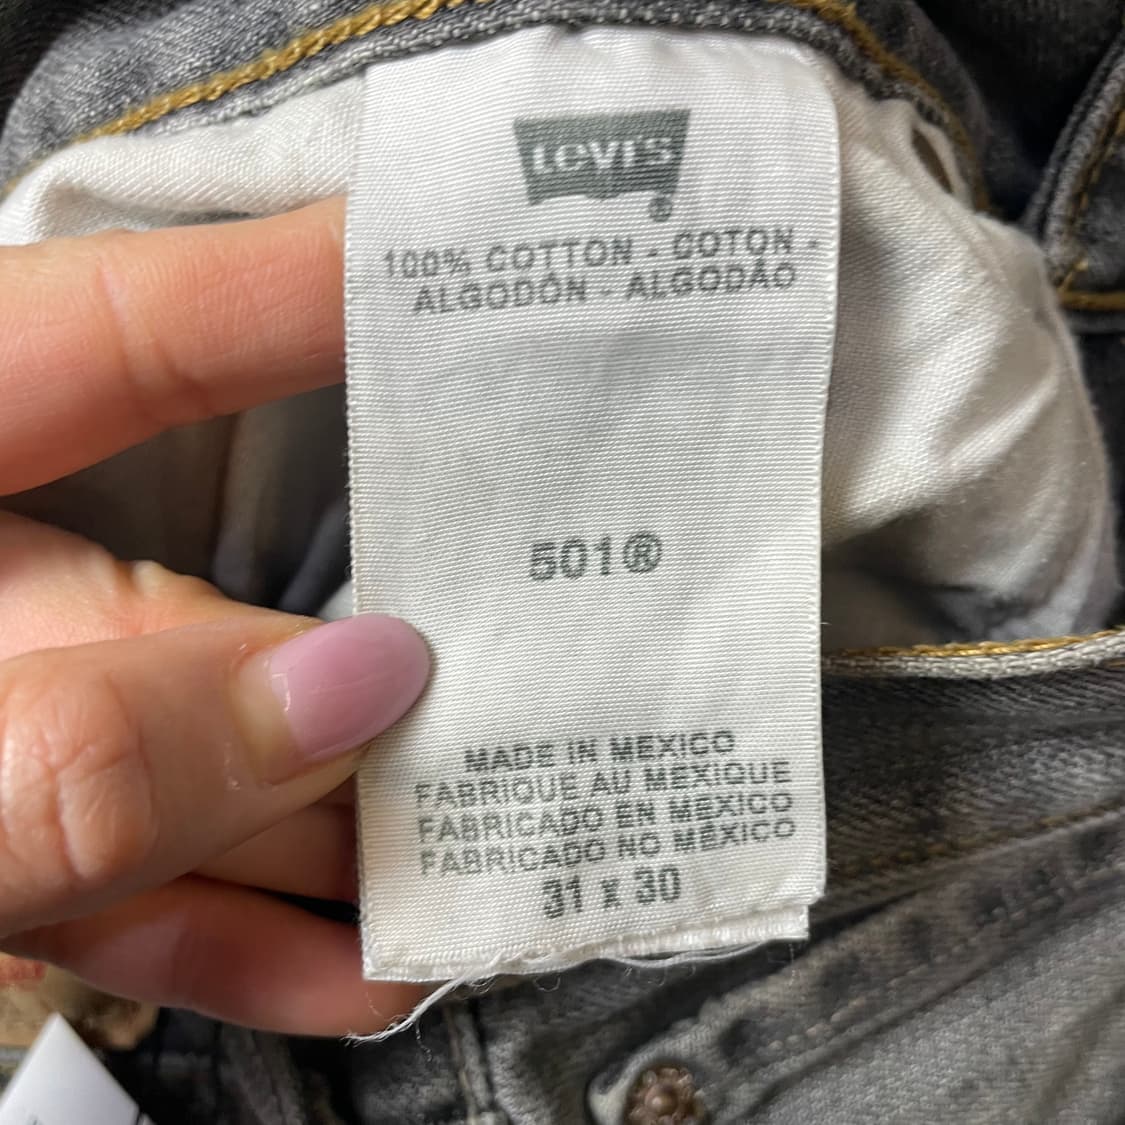 Levi's
®
100% COTTON - COTON -
ALGODÓN - ALGODÃO
501®
MADE IN MEXICO
FABRIQUE AU MEXIQUE
FABRICADO EN MEXICO
FABRICADO NO MÉXICO
31 x 30